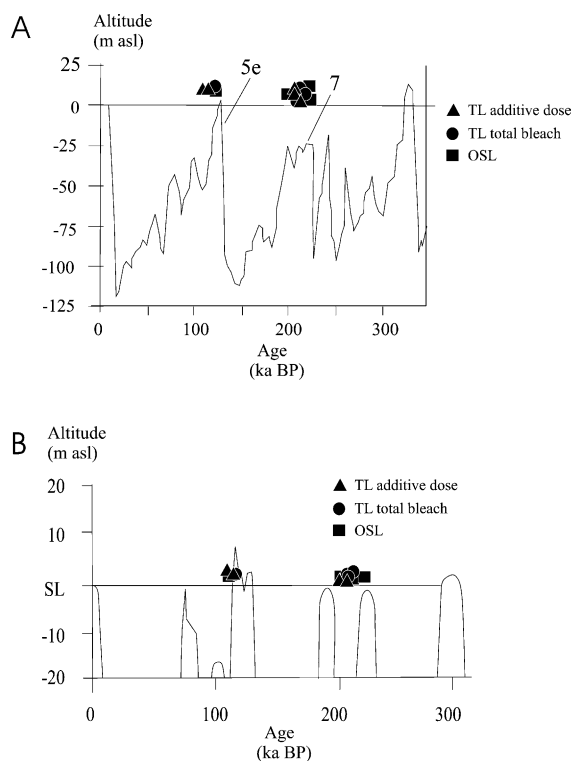 A
Altitude
(m asl)
25
0
-25
-50
-75
-100
-125
5e
7
TL additive dose
TL total bleach
OSL
0 100 200 300
Age
(ka BP)
B
Altitude
(m asl)
20
10
SL
-10
-20
TL additive dose
TL total bleach
OSL
0 100 200 300
Age
(ka BP)